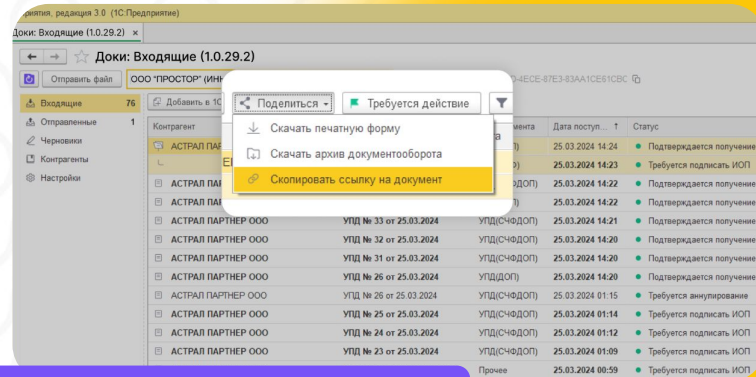 приятия, редакция 3.0 (1С:Предприятие)
Доки: Входящие (1.0.29.2) ×
Доки: Входящие (1.0.29.2)
Отправить файл ООО "ПРОСТОР" (ИНН -4ECE-87E3-83AA1CE61CBC
Входящие 76 Добавить в 1С
Поделиться Требуется действие
Отправленные 1
Черновики
Контрагенты
Настройки
Скачать печатную форму
Скачать архив документооборота
Скопировать ссылку на документ
Контрагент мента Дата поступ... ↑ Статус
АСТРАЛ ПАР 25.03.2024 14:24 Подтверждается получение
25.03.2024 14:23 Требуется подписать ИОП
АСТРАЛ ПАР ДОП) 25.03.2024 14:22 Подтверждается получение
АСТРАЛ ПАР 25.03.2024 14:22 Подтверждается получение
АСТРАЛ ПАРТНЕР ООО УПД № 33 от 25.03.2024 УПД(СЧФДОП) 25.03.2024 14:21 Подтверждается получение
АСТРАЛ ПАРТНЕР ООО УПД № 32 от 25.03.2024 УПД(СЧФДОП) 25.03.2024 14:20 Подтверждается получение
АСТРАЛ ПАРТНЕР ООО УПД № 31 от 25.03.2024 УПД(СЧФДОП) 25.03.2024 14:20 Подтверждается получение
АСТРАЛ ПАРТНЕР ООО УПД № 26 от 25.03.2024 УПД(ДОП) 25.03.2024 14:20 Подтверждается получение
АСТРАЛ ПАРТНЕР ООО УПД № 26 от 25.03.2024 УПД(СЧФДОП) 25.03.2024 01:15 Требуется аннулирование
АСТРАЛ ПАРТНЕР ООО УПД № 25 от 25.03.2024 УПД(СЧФДОП) 25.03.2024 01:14 Требуется подписать ИОП
АСТРАЛ ПАРТНЕР ООО УПД № 24 от 25.03.2024 УПД(СЧФДОП) 25.03.2024 01:12 Требуется подписать ИОП
АСТРАЛ ПАРТНЕР ООО УПД № 23 от 25.03.2024 УПД(СЧФДОП) 25.03.2024 01:09 Требуется подписать ИОП
Прочее 25.03.2024 00:59 Требуется подписать ИОП